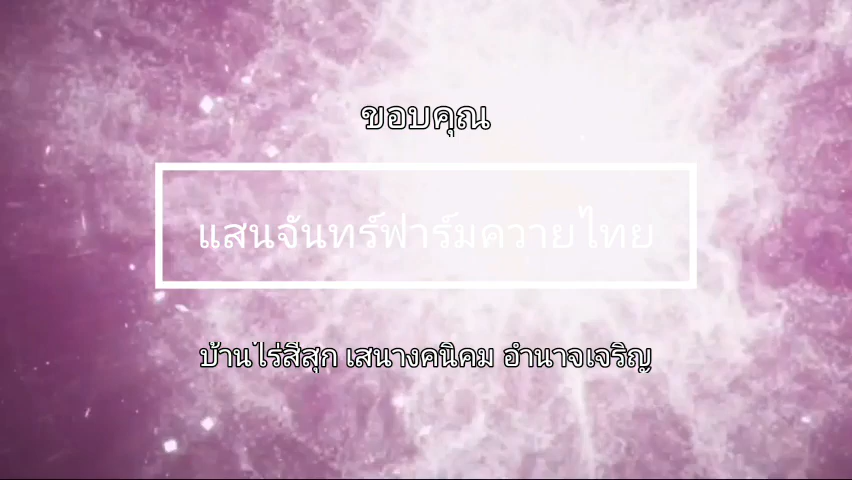 ขอบคุณ
แสนจันทร์ฟาร์มควายไทย
บ้านไร่สีสุก เสนางคนิคม อำนาจเจริญ